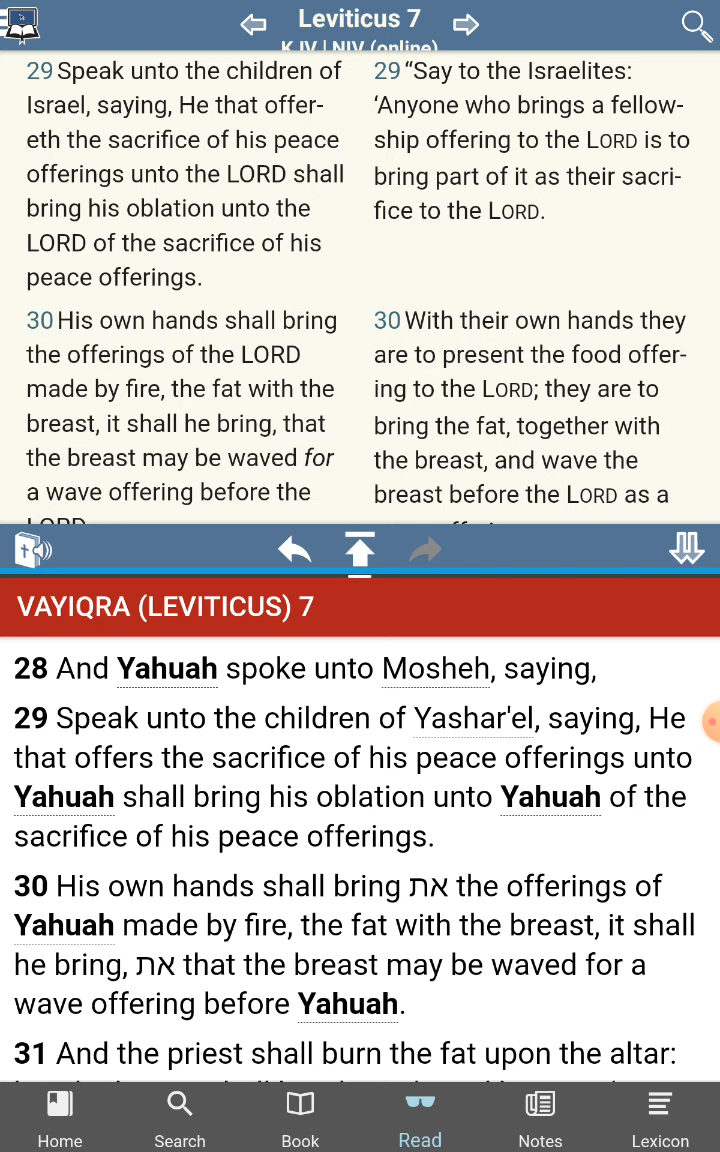 Leviticus 7
KJV | NIV (online)
29 Speak unto the children of
Israel, saying, He that offer-
eth the sacrifice of his peace
offerings unto the LORD shall
bring his oblation unto the
LORD of the sacrifice of his
peace offerings.
30 His own hands shall bring
the offerings of the LORD
made by fire, the fat with the
breast, it shall he bring, that
the breast may be waved for
a wave offering before the
LORD
29 “Say to the Israelites:
‘Anyone who brings a fellow-
ship offering to the LORD is to
bring part of it as their sacri-
fice to the LORD.
30 With their own hands they
are to present the food offer-
ing to the LORD; they are to
bring the fat, together with
the breast, and wave the
breast before the LORD as a
VAYIQRA (LEVITICUS) 7
28 And Yahuah spoke unto Mosheh, saying,
29 Speak unto the children of Yashar'el, saying, He
that offers the sacrifice of his peace offerings unto
Yahuah shall bring his oblation unto Yahuah of the
sacrifice of his peace offerings.
30 His own hands shall bring את the offerings of
Yahuah made by fire, the fat with the breast, it shall
he bring, את that the breast may be waved for a
wave offering before Yahuah.
31 And the priest shall burn the fat upon the altar:
Home Search Book Read Notes Lexicon